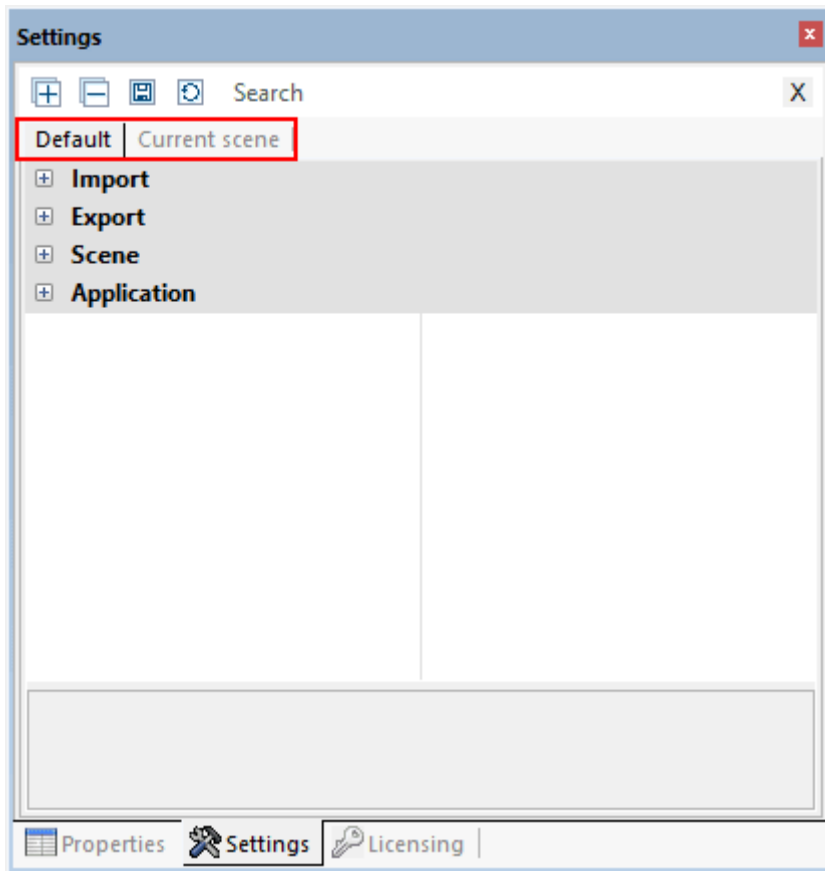 Settings
Search X
Default Current scene
Import
Export
Scene
Application
Properties Settings Licensing